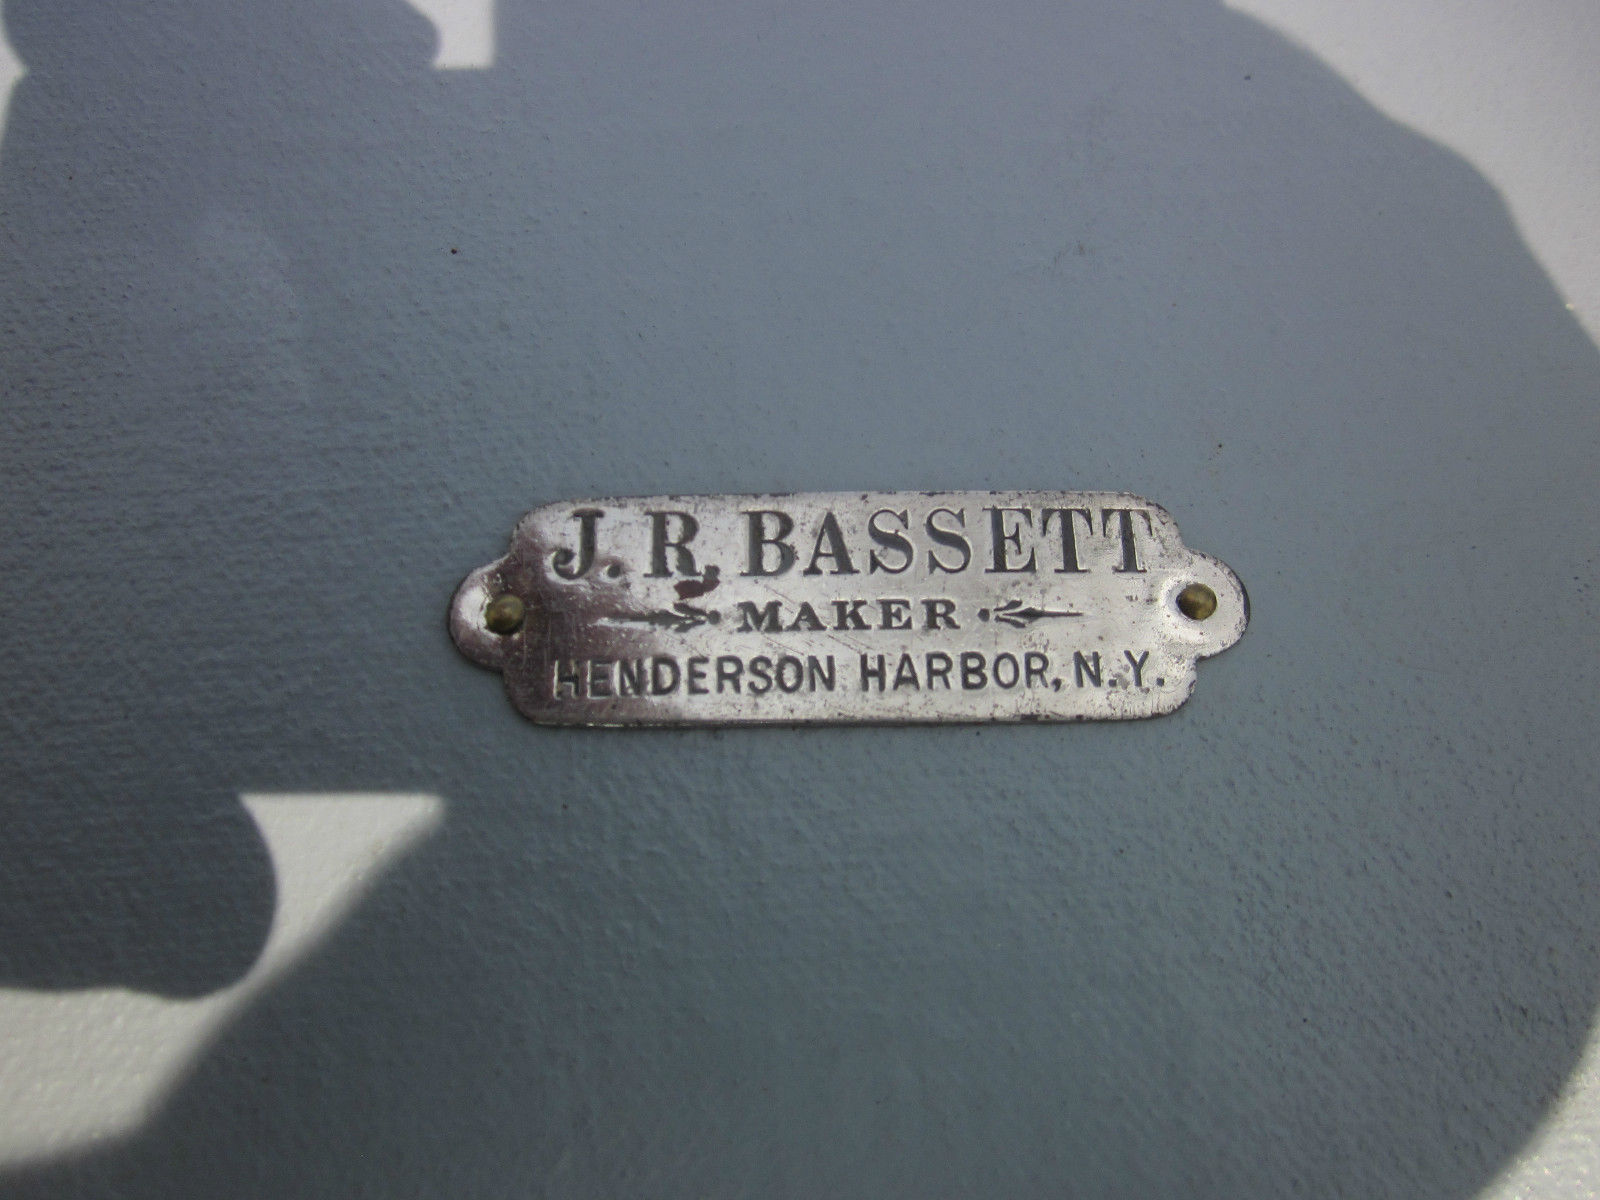 J. R. BASSETT
MAKER
HENDERSON HARBOR, N.Y.